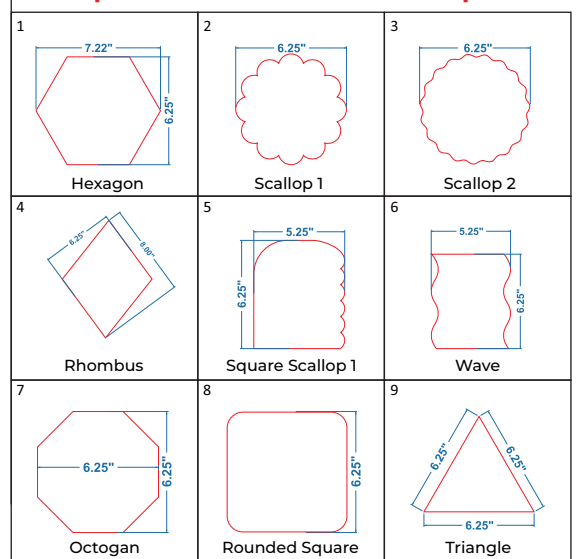 1
7.22"
6.25"
Hexagon
2
6.25"
Scallop 1
3
6.25"
Scallop 2
4
6.25"
8.00"
Rhombus
5
5.25"
6.25"
Square Scallop 1
6
5.25"
6.25"
Wave
7
6.25"
6.25"
Octogan
8
6.25"
Rounded Square
9
6.25"
6.25"
6.25"
Triangle